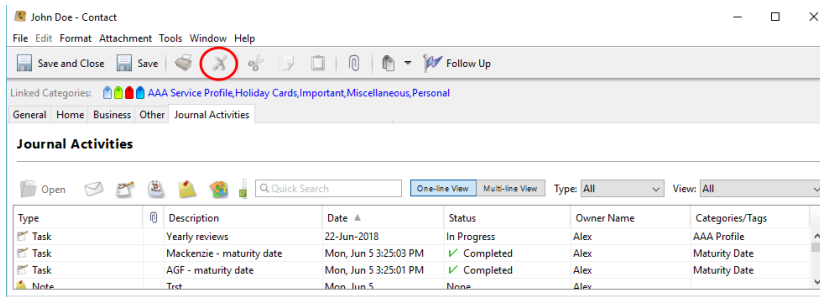 John Doe - Contact
File Edit Format Attachment Tools Window Help
Save and Close Save Follow Up
Linked Categories: AAA Service Profile,Holiday Cards,Important,Miscellaneous,Personal
General Home Business Other Journal Activities
Journal Activities
Open Quick Search One-line View Multi-line View Type: All View: All
Type Description Date Status Owner Name Categories/Tags
Task Yearly reviews 22-Jun-2018 In Progress Alex AAA Profile
Task Mackenzie - maturity date Mon, Jun 5 3:25:03 PM Completed Alex Maturity Date
Task AGF - maturity date Mon, Jun 5 3:25:01 PM Completed Alex Maturity Date
Note Trst Mon, Jun 5 None Alex